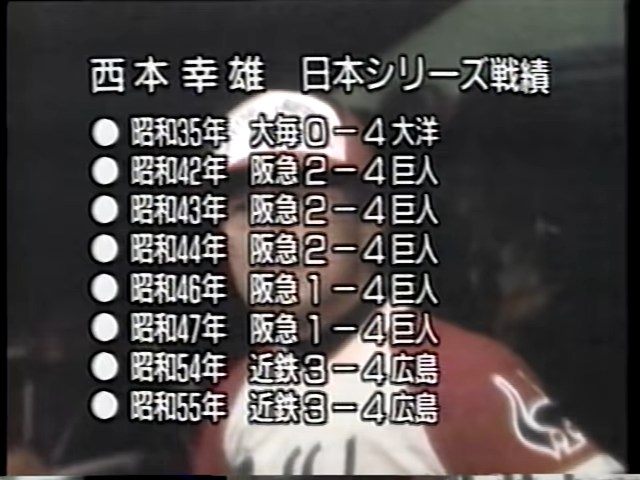 西本幸雄 日本シリーズ戦績
●昭和35年 大毎0-4大洋
●昭和42年 阪急2-4巨人
●昭和43年 阪急2-4巨人
●昭和44年 阪急2-4巨人
●昭和46年 阪急1-4巨人
●昭和47年 阪急1-4巨人
●昭和54年 近鉄3-4広島
●昭和55年 近鉄3-4広島